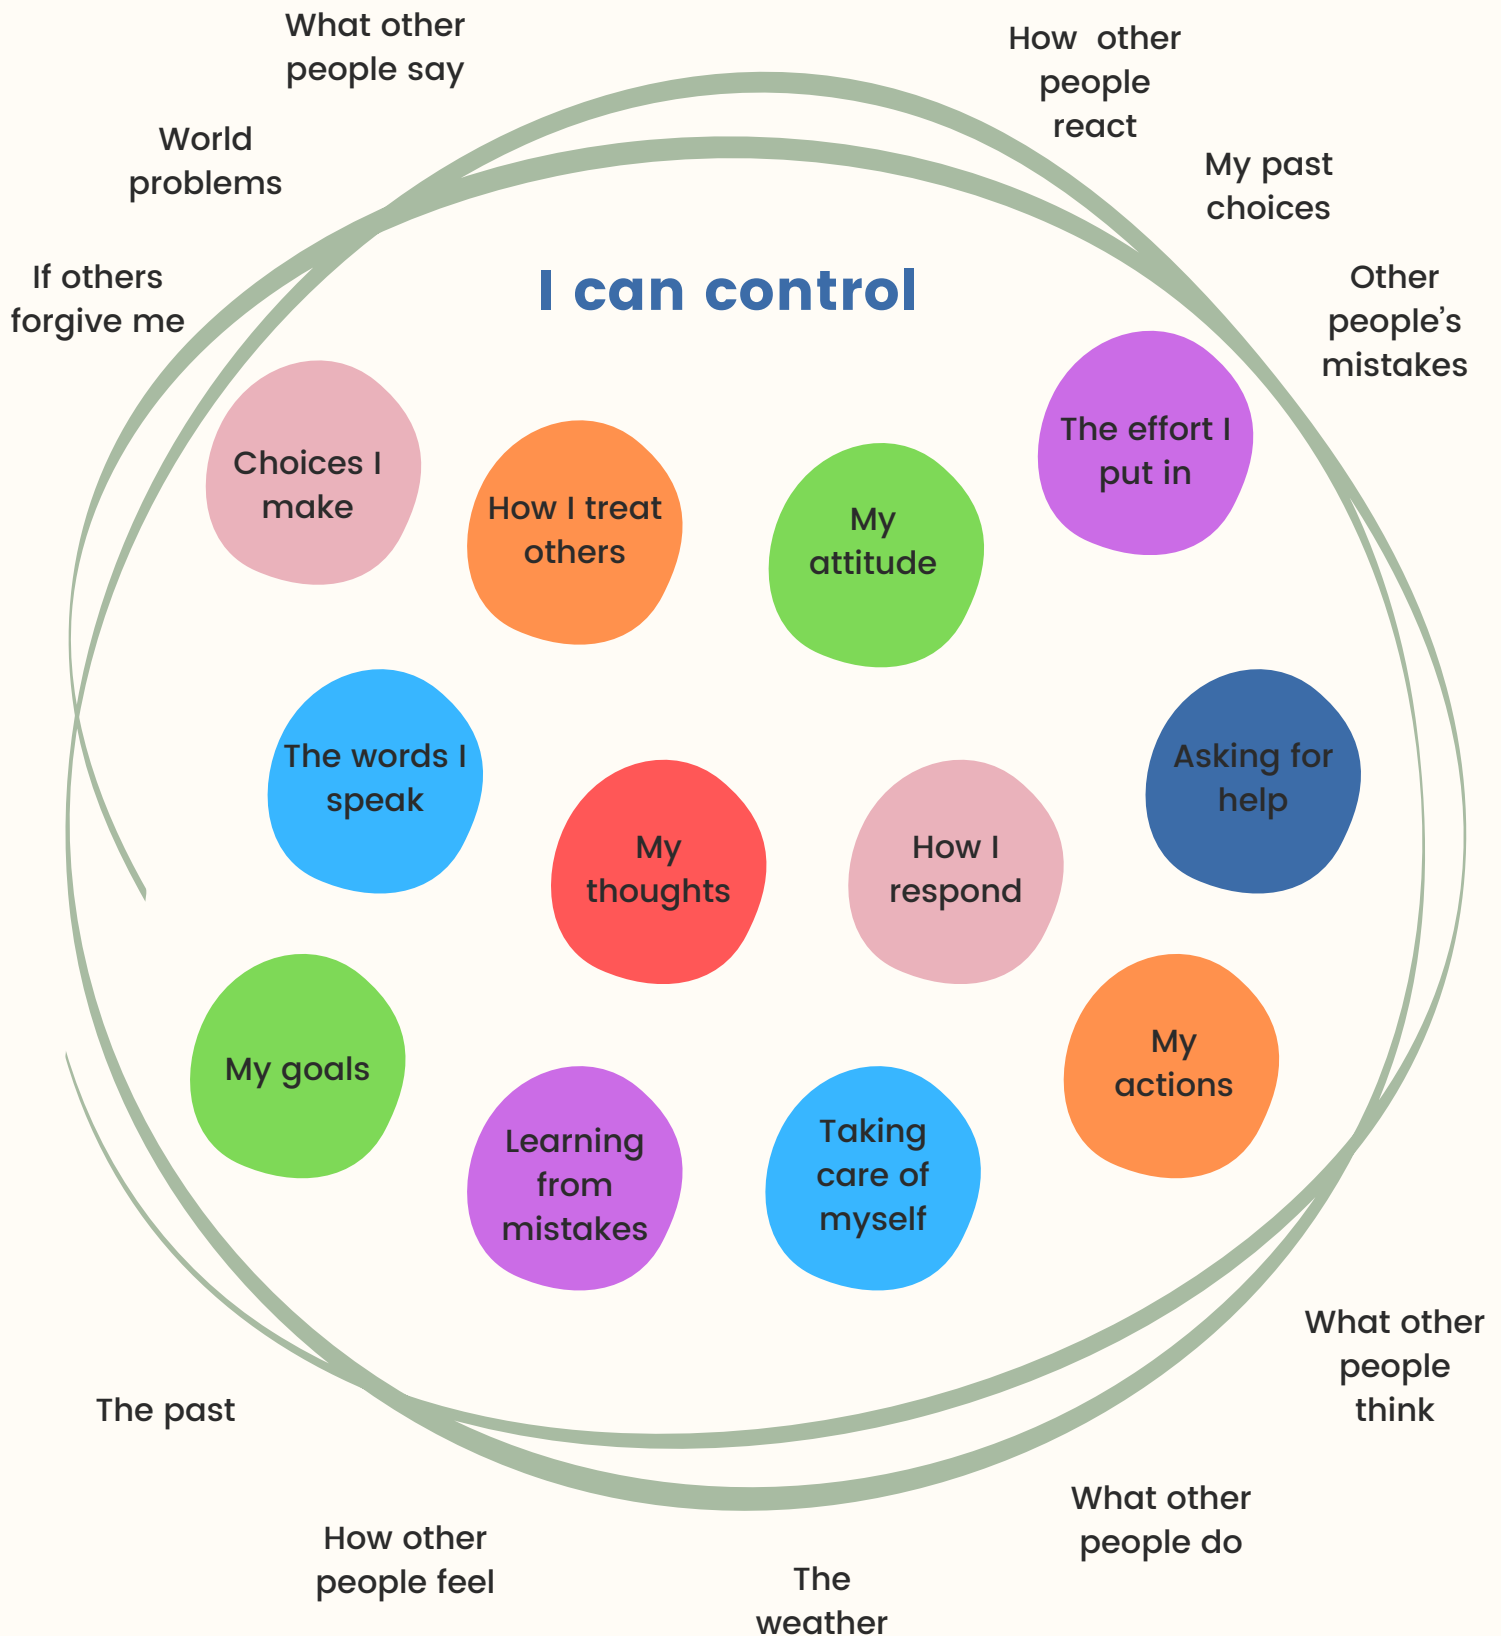 What other
people say
How other
people
react
World
problems
My past
choices
If others
forgive me
Other
people's
mistakes
I can control
Choices I
make
How I treat
others
My
attitude
The effort I
put in
The words I
speak
My
thoughts
How I
respond
Asking for
help
My goals
Learning
from
mistakes
Taking
care of
myself
My
actions
The past
What other
people
think
How other
people feel
The
weather
What other
people do